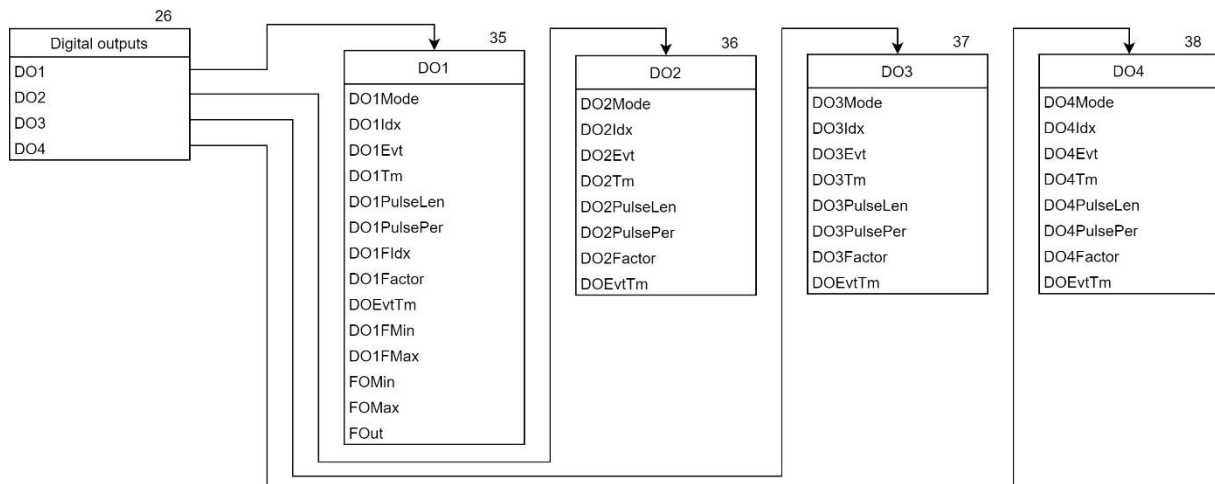 26
Digital outputs
DO1
DO2
DO3
DO4
35
DO1
DO1Mode
DO1Idx
DO1Evt
DO1Tm
DO1PulseLen
DO1PulsePer
DO1FIdx
DO1Factor
DOEvtTm
DO1FMin
DO1FMax
FOMin
FOMax
FOut
36
DO2
DO2Mode
DO2Idx
DO2Evt
DO2Tm
DO2PulseLen
DO2PulsePer
DO2Factor
DOEvtTm
37
DO3
DO3Mode
DO3Idx
DO3Evt
DO3Tm
DO3PulseLen
DO3PulsePer
DO3Factor
DOEvtTm
38
DO4
DO4Mode
DO4Idx
DO4Evt
DO4Tm
DO4PulseLen
DO4PulsePer
DO4Factor
DOEvtTm